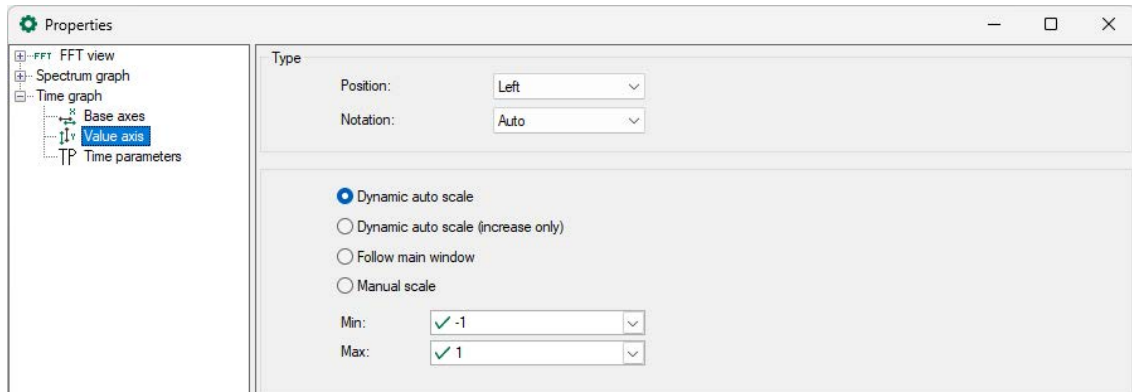 Properties
FFT FFT view
Spectrum graph
Time graph
X Base axes
Y Value axis
TP Time parameters
Type
Position: Left
Notation: Auto
Dynamic auto scale
Dynamic auto scale (increase only)
Follow main window
Manual scale
Min: -1
Max: 1